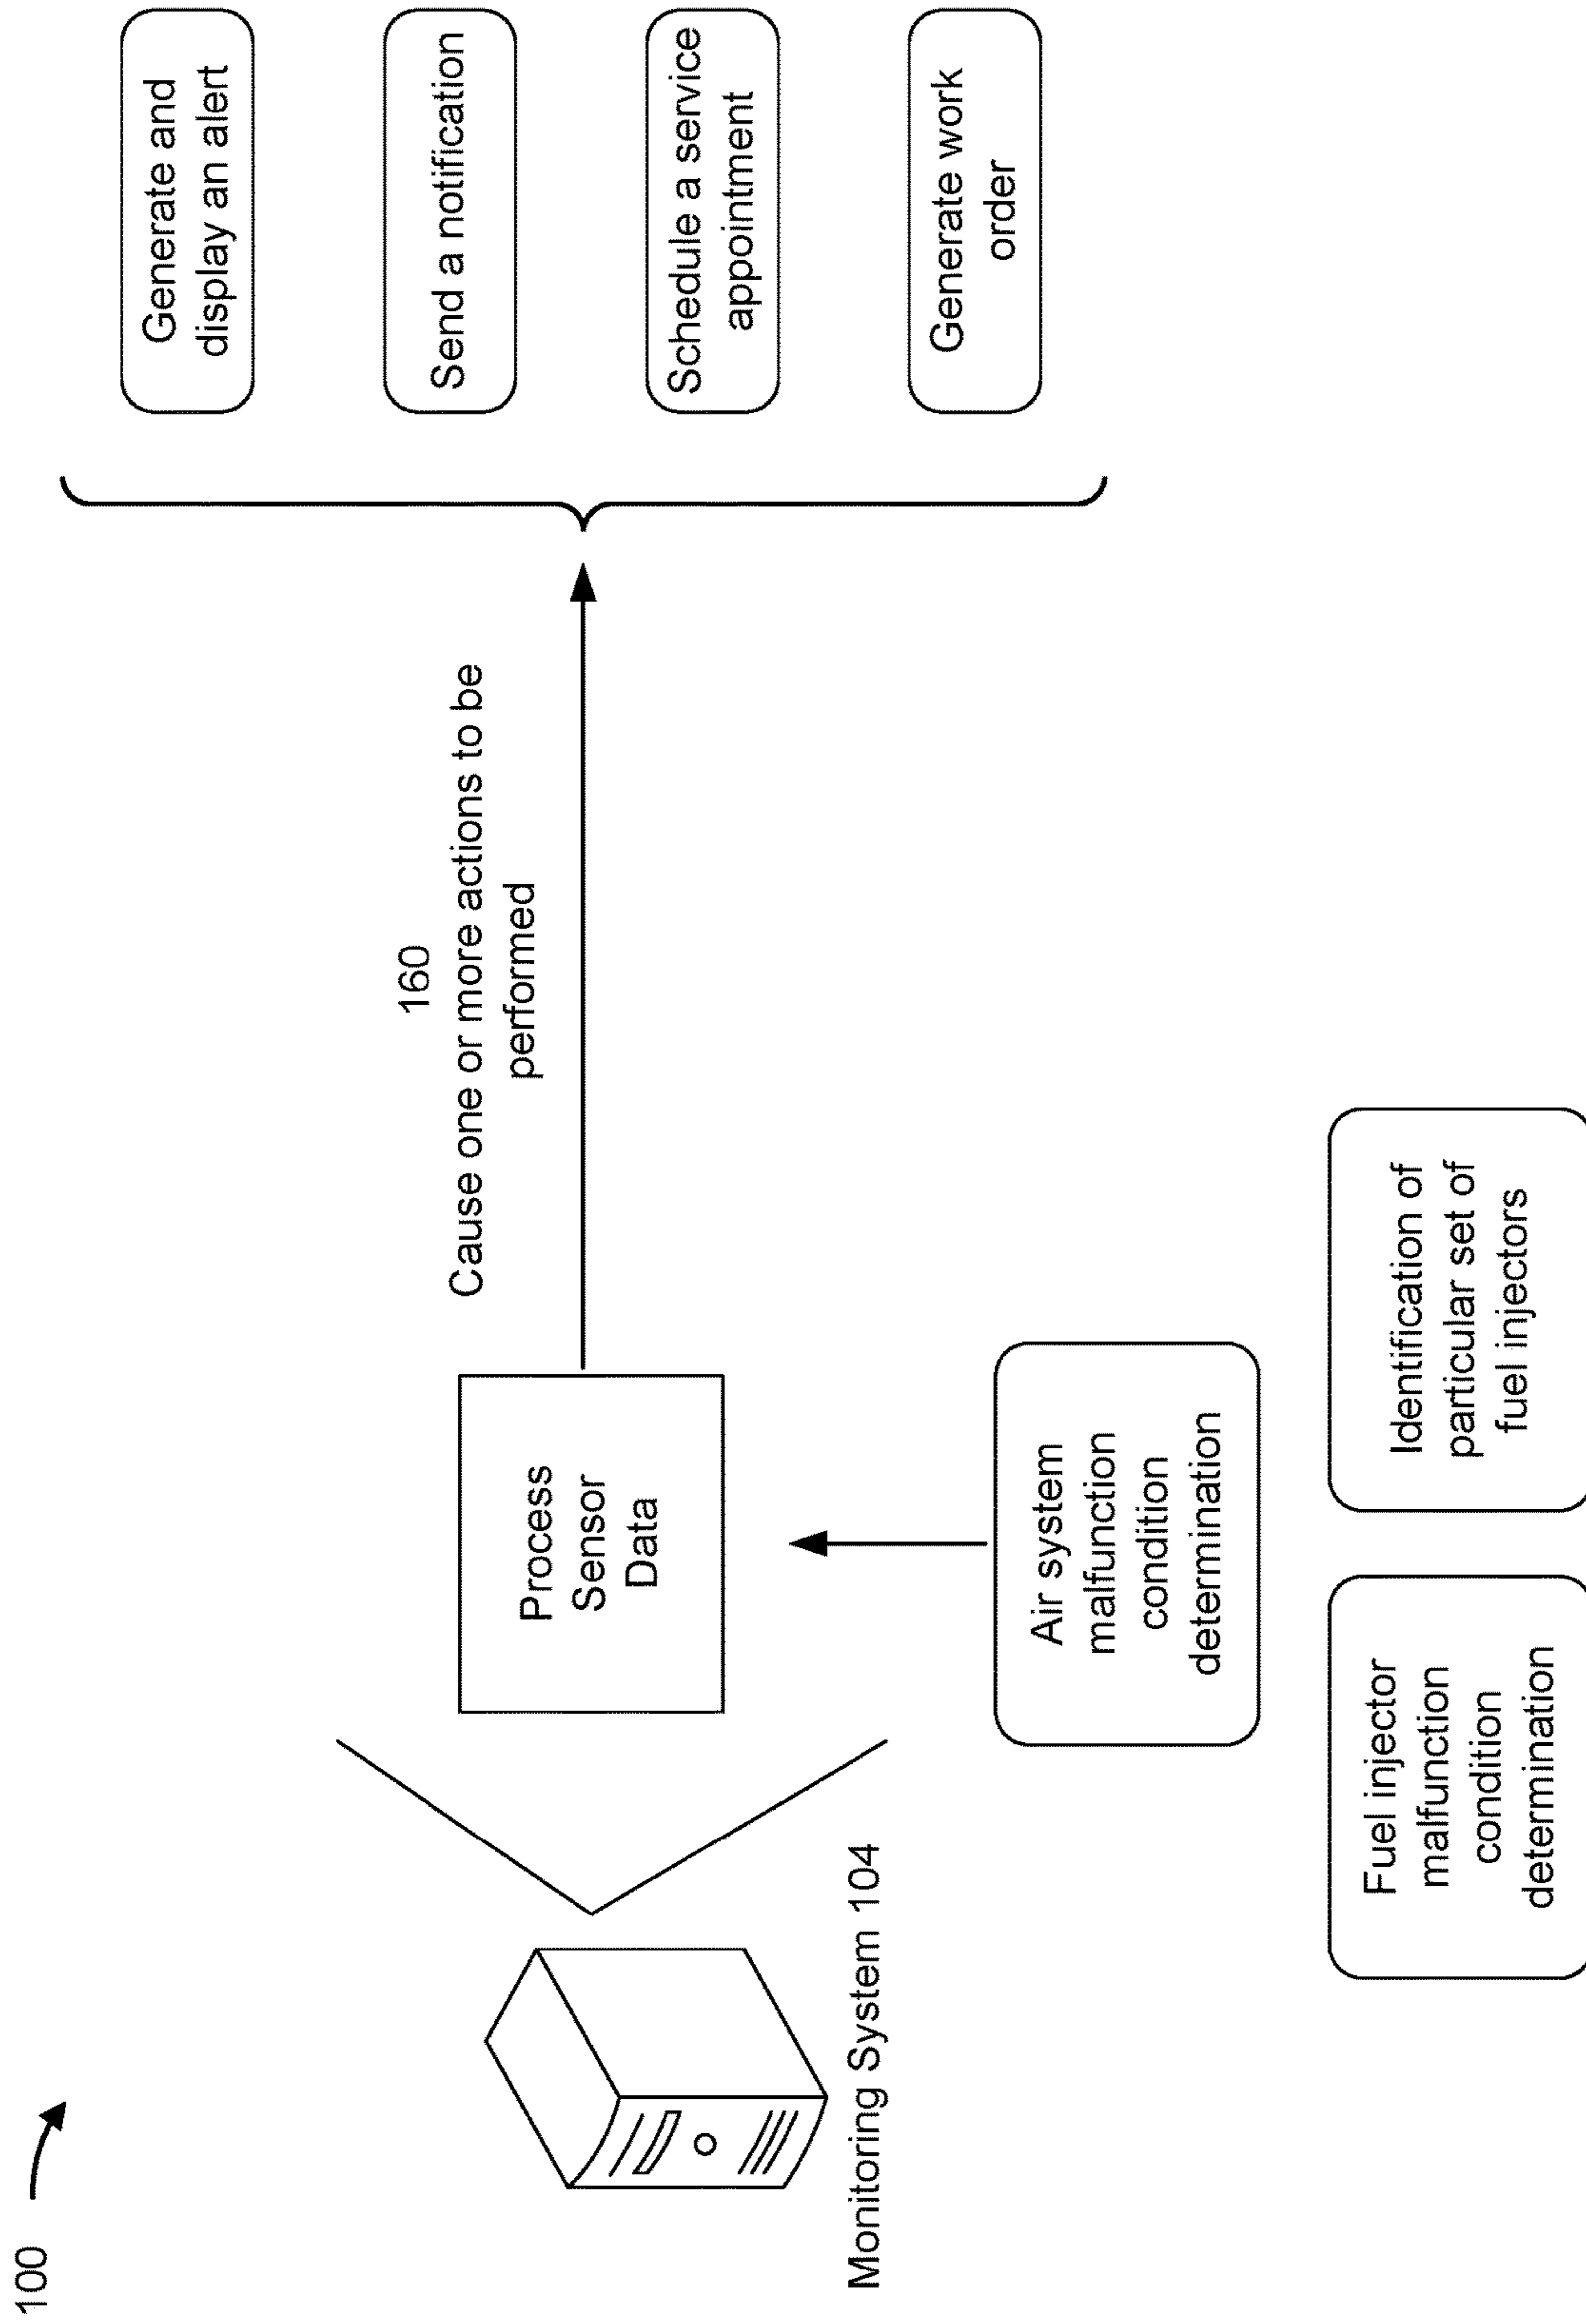 100
160
Cause one or more actions to be
performed
Generate and
display an alert
Send a notification
Schedule a service
appointment
Generate work
order
Process
Sensor
Data
Monitoring System 104
Air system
malfunction
condition
determination
Fuel injector
malfunction
condition
determination
Identification of
particular set of
fuel injectors